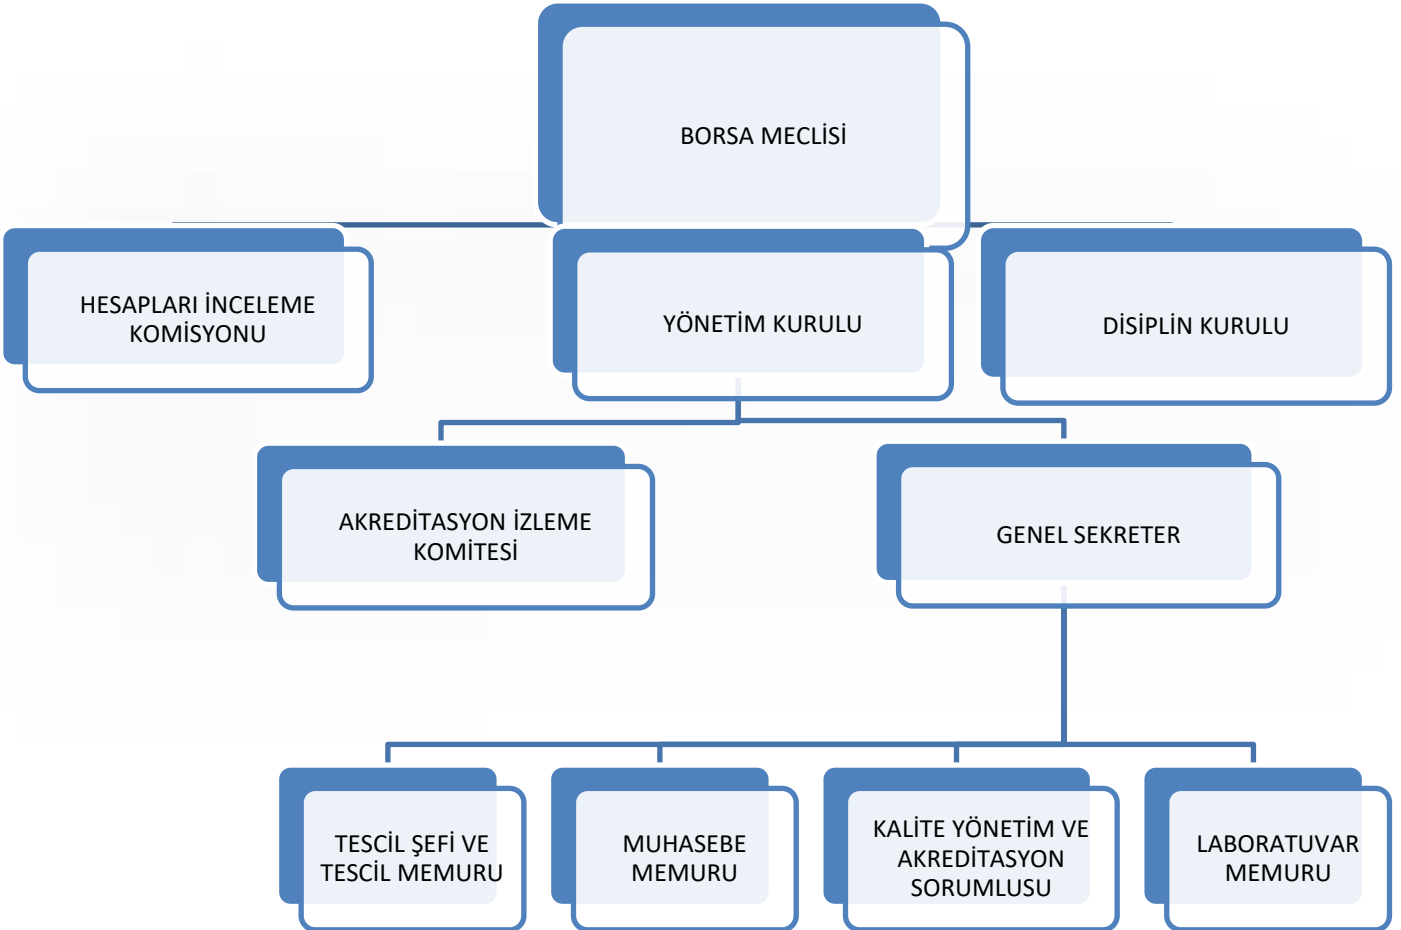 BORSA MECLİSİ
HESAPLARI İNCELEME
KOMİSYONU
YÖNETİM KURULU
DİSİPLİN KURULU
AKREDİTASYON İZLEME
KOMİTESİ
GENEL SEKRETER
TESCİL ŞEFİ VE
TESCİL MEMURU
MUHASEBE
MEMURU
KALİTE YÖNETİM VE
AKREDİTASYON
SORUMLUSU
LABORATUVAR
MEMURU